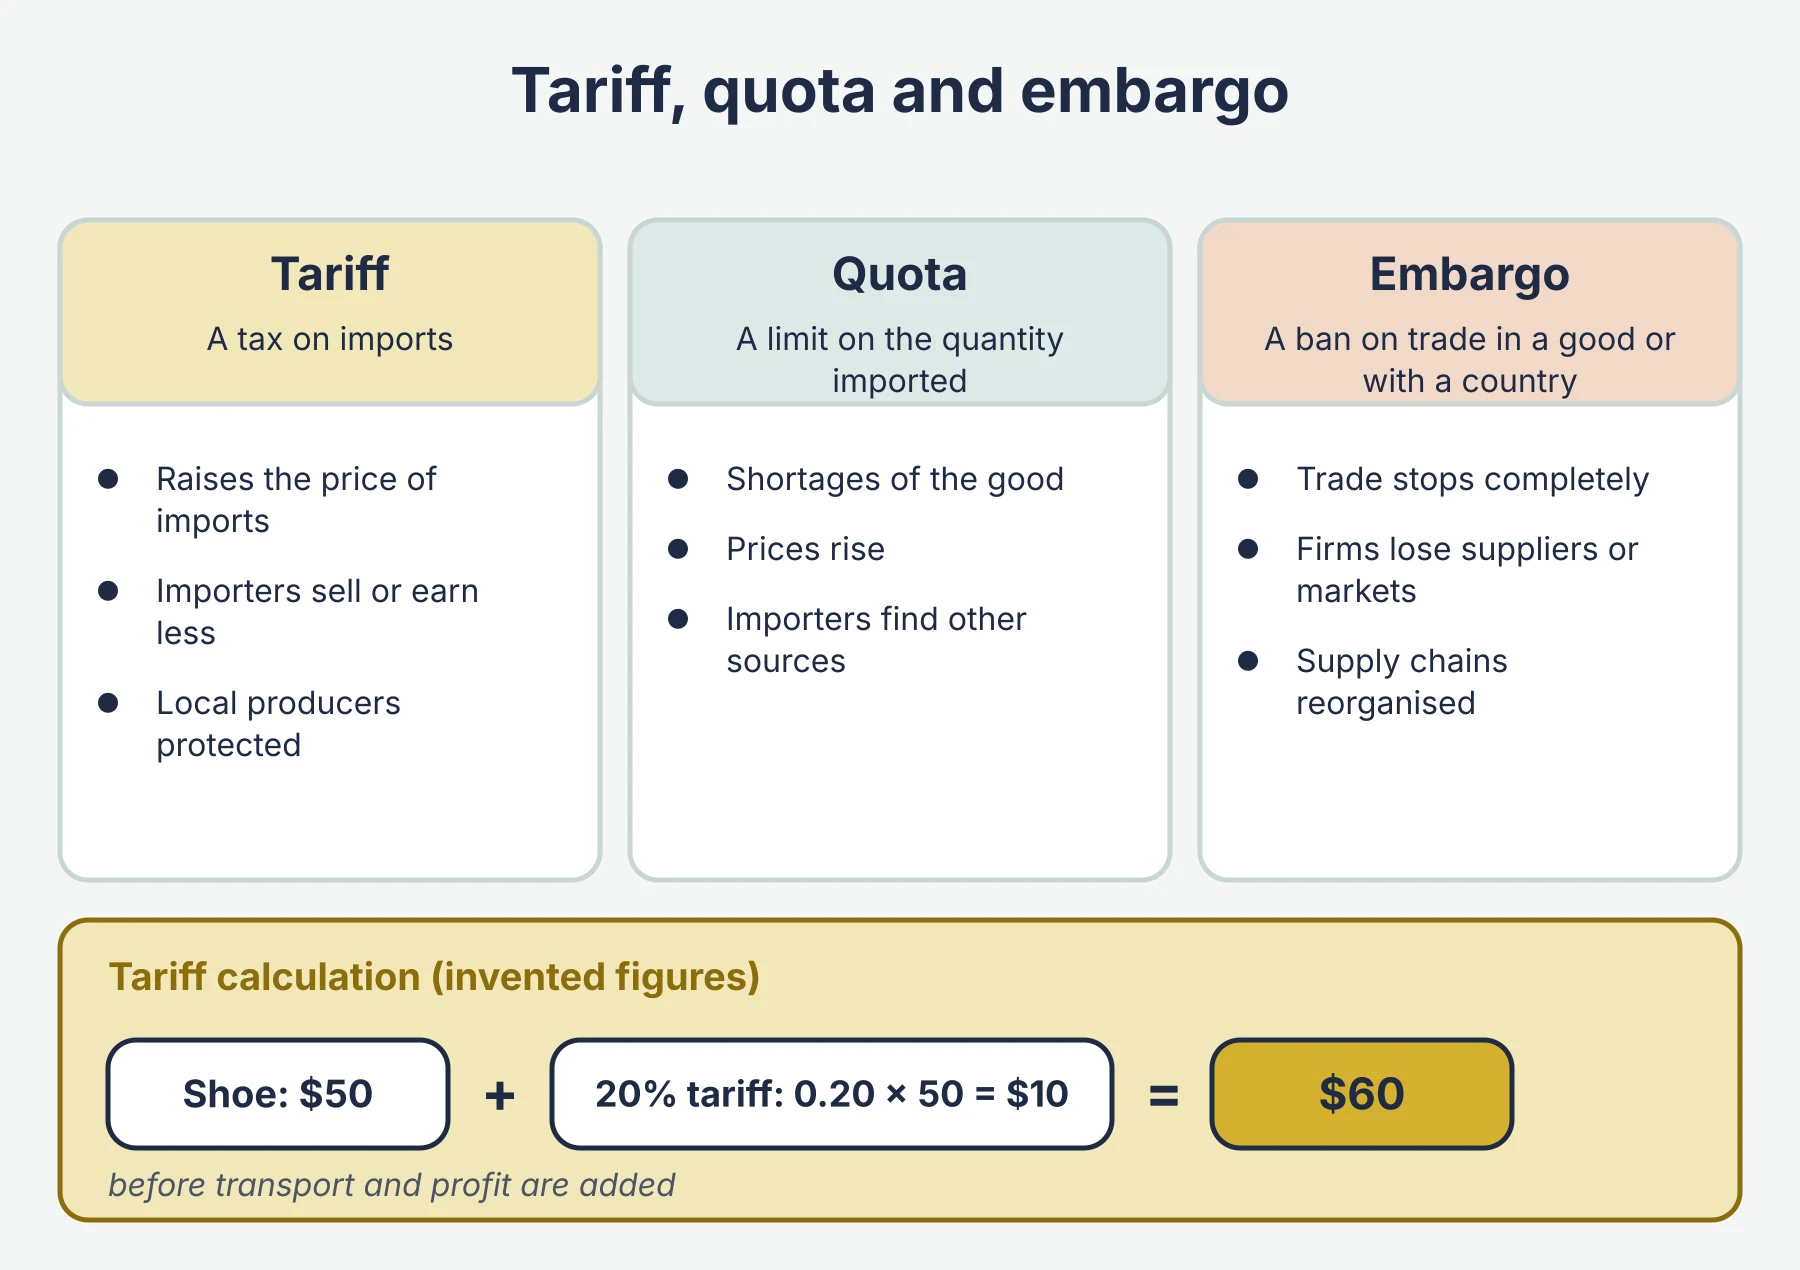 Tariff, quota and embargo
Tariff
A tax on imports
● Raises the price of
imports
● Importers sell or earn
less
● Local producers
protected
Quota
A limit on the quantity
imported
● Shortages of the good
● Prices rise
● Importers find other
sources
Embargo
A ban on trade in a good or
with a country
● Trade stops completely
● Firms lose suppliers or
markets
● Supply chains
reorganised
Tariff calculation (invented figures)
Shoe: $50 + 20% tariff: 0.20 × 50 = $10 = $60
before transport and profit are added